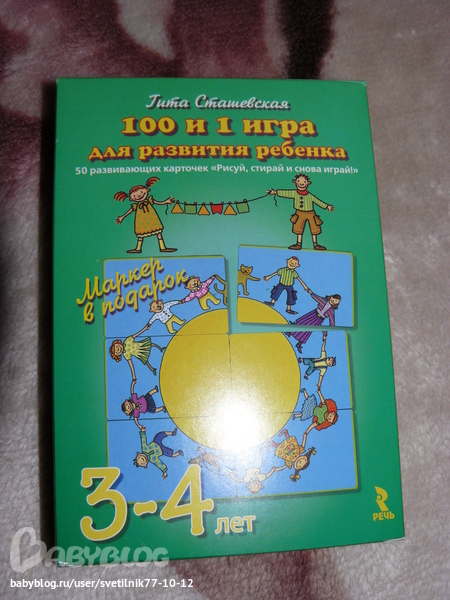 Гита Сташевская
100 и 1 игра
для развития ребенка
50 развивающих карточек «Рисуй, стирай и снова играй!»
Маркер
в подарок
3-4 лет
РЕЧЬ
BABYBLOG
babyblog.ru/user/svetilnik77-10-12